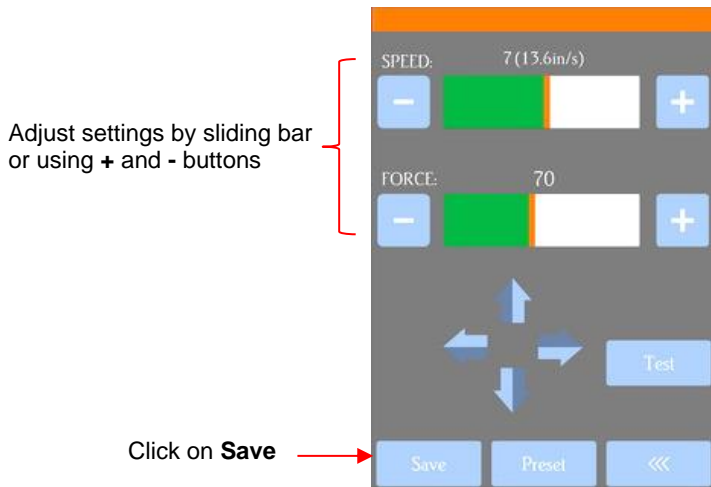 SPEED: 7 (13.6in/s)
- +
Adjust settings by sliding bar
or using + and - buttons
FORCE: 70
- +
Test
Click on Save
Save Preset <<<